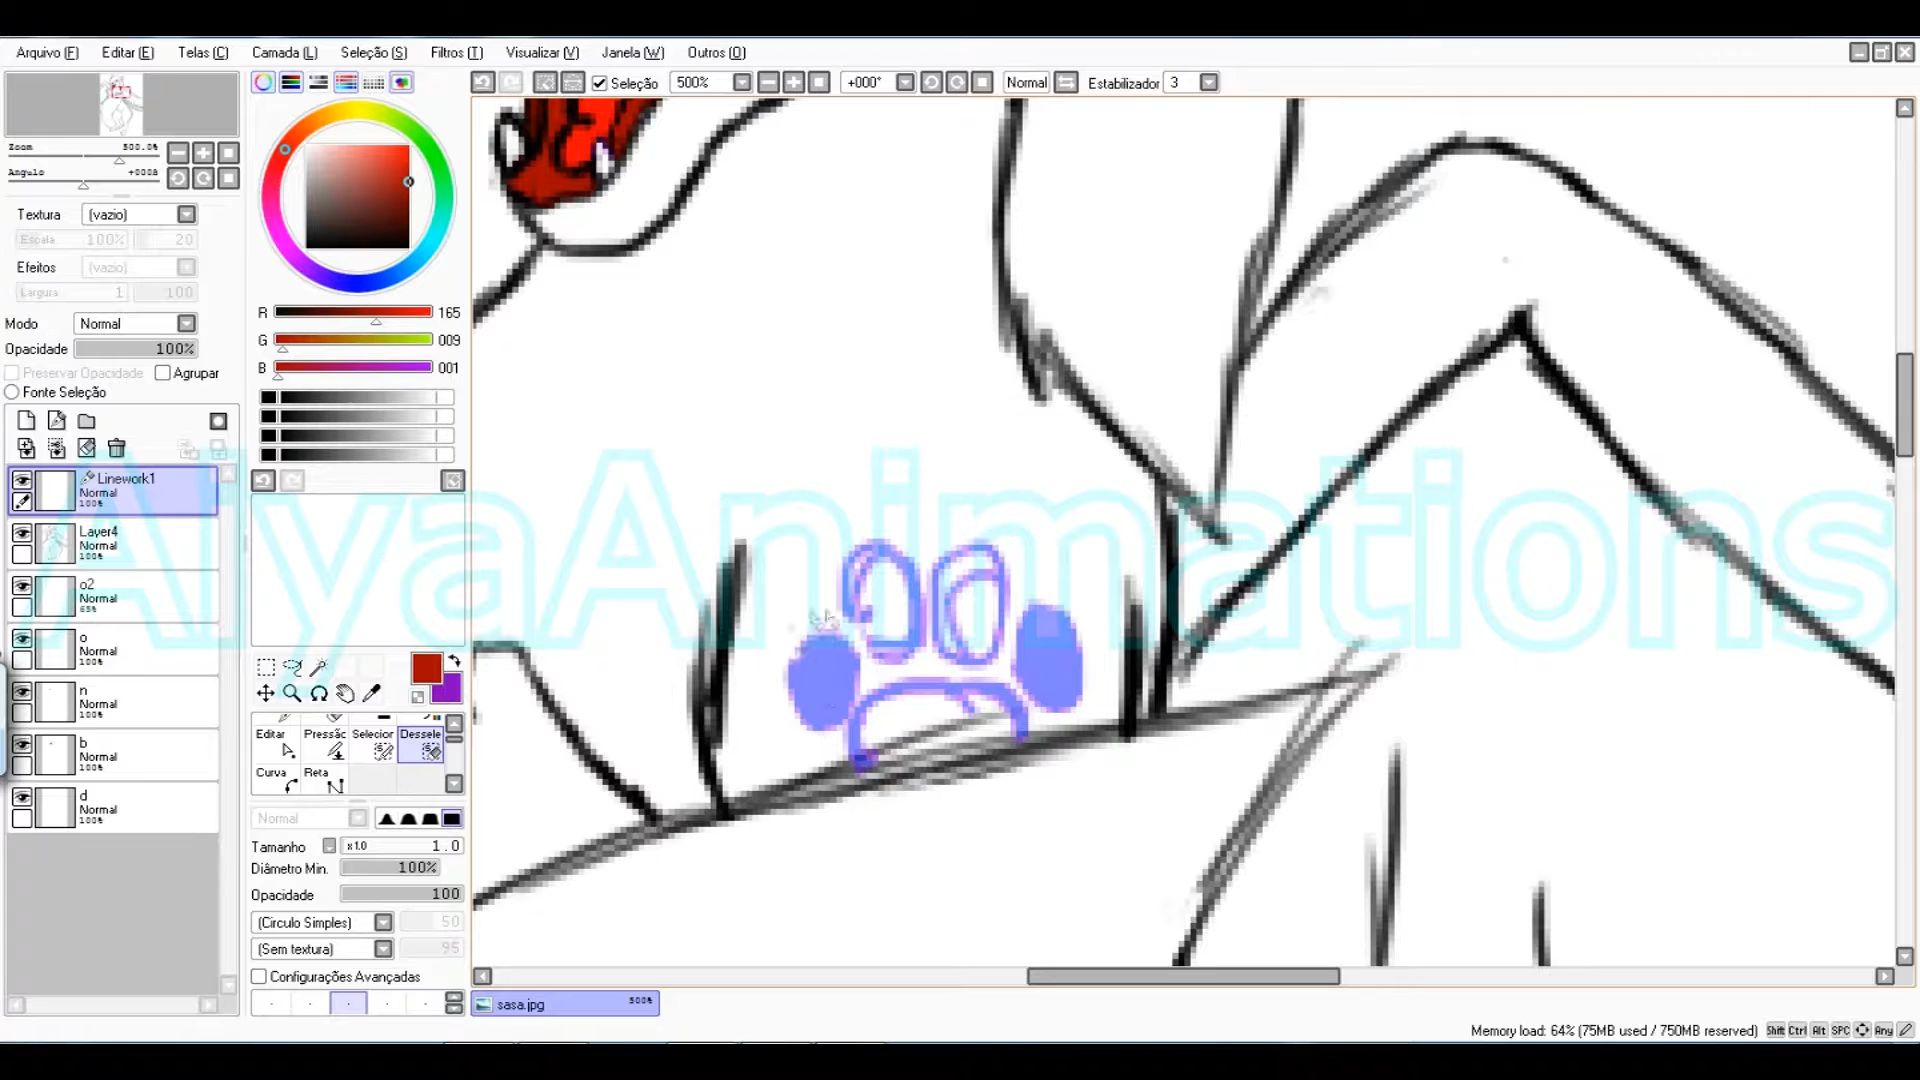 Arquivo (F) Editar (E) Telas (C) Camada (L) Seleção (S) Filtros (T) Visualizar (V) Janela (W) Outros (O)
Seleção 500% +000° Normal Estabilizador 3
Zoom 500.0%
Angulo +000θ
Textura (vazio)
Escala 100% 20
Efeitos (vazio)
Largura 1 100
Modo Normal
Opacidade 100%
Preservar Opacidade Agrupar
Fonte Seleção
R 165
G 009
B 001
Linework1
Normal
100%
Layer4
Normal
100%
o2
Normal
65%
o
Normal
100%
n
Normal
100%
b
Normal
100%
d
Normal
100%
AlyaAnimations
Editar Pressão Selecior Dessele
Curva Reta
Normal
Tamanho x1.0 1.0
Diâmetro Min. 100%
Opacidade 100
(Círculo Simples) 50
(Sem textura) 95
Configurações Avançadas
sasa.jpg 500%
Memory load: 64% (75MB used / 750MB reserved) Shift Ctrl Alt SPC Any